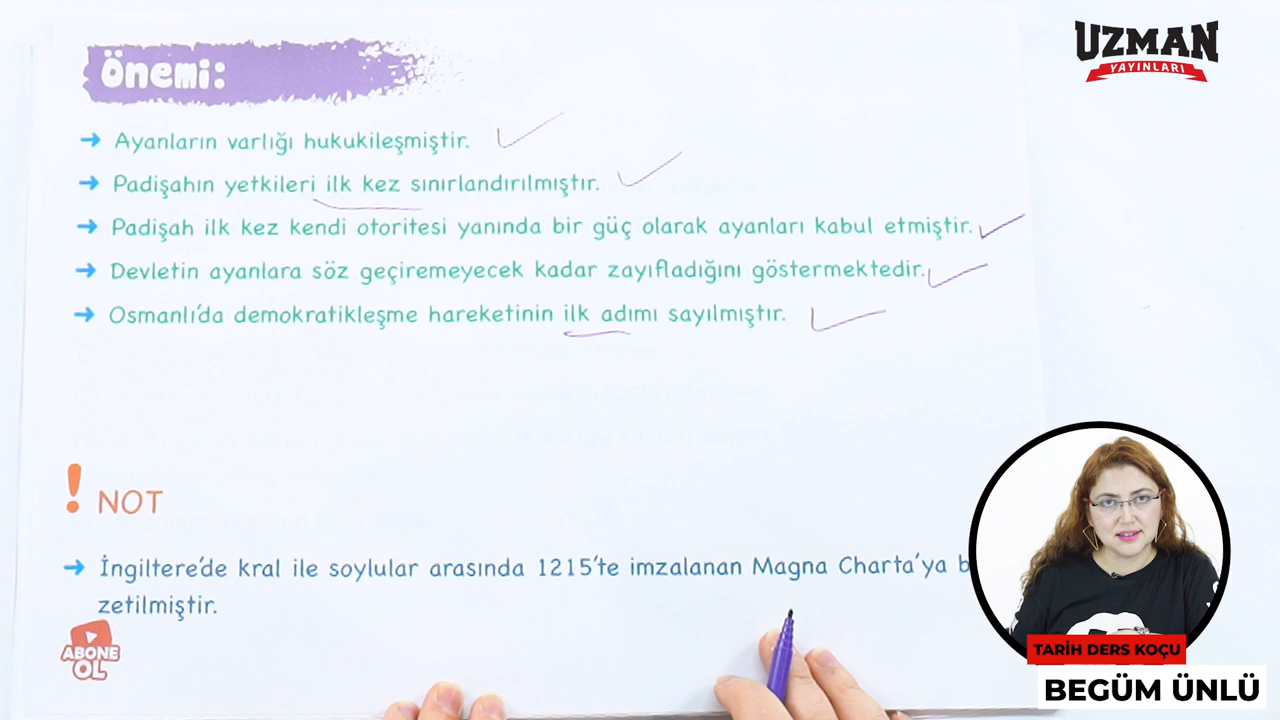 UZMAN
YAYINLARI
Önemi:
→ Ayanların varlığı hukukileşmiştir.
→ Padişahın yetkileri ilk kez sınırlandırılmıştır.
→ Padişah ilk kez kendi otoritesi yanında bir güç olarak ayanları kabul etmiştir.
→ Devletin ayanlara söz geçiremeyecek kadar zayıfladığını göstermektedir.
→ Osmanlı'da demokratikleşme hareketinin ilk adımı sayılmıştır.
! NOT
→ İngiltere'de kral ile soylular arasında 1215'te imzalanan Magna Charta'ya
zetilmiştir.
ABONE
OL
TARİH DERS KOÇU
BEGÜM ÜNLÜ